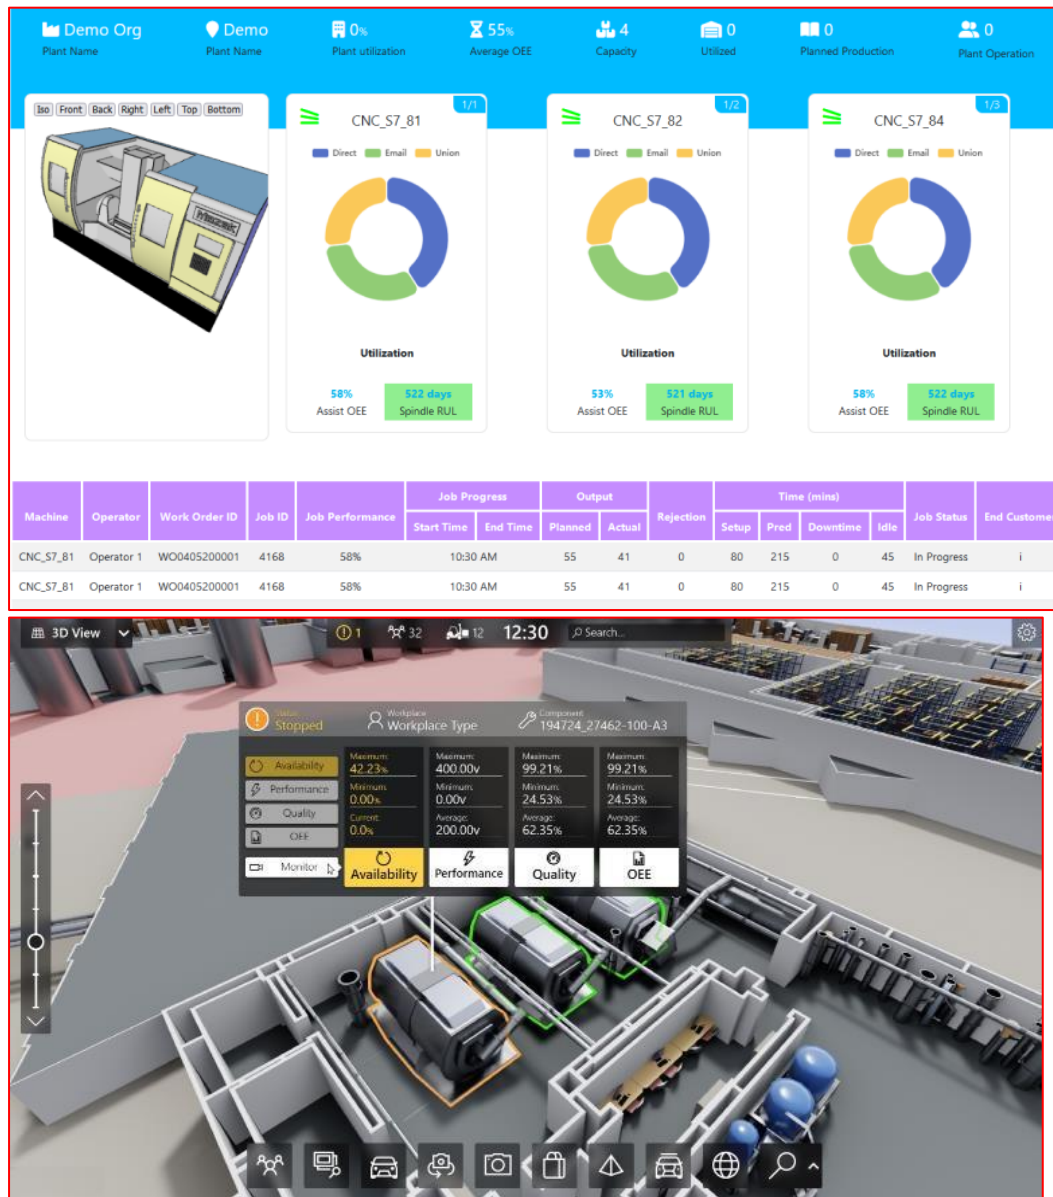 Demo Org Demo 0% 55% 4 0 0 0
Plant Name Plant Name Plant utilization Average OEE Capacity Utilized Planned Production Plant Operation
Iso Front Back Right Left Top Bottom
1/1
CNC_S7_81
Direct Email Union
Utilization
58% 522 days
Assist OEE Spindle RUL
1/2
CNC_S7_82
Direct Email Union
Utilization
53% 521 days
Assist OEE Spindle RUL
1/3
CNC_S7_84
Direct Email Union
Utilization
58% 522 days
Assist OEE Spindle RUL
Job Progress Output Time (mins)
Machine Operator Work Order ID Job ID Job Performance Rejection Job Status End Customer
Start Time End Time Planned Actual Setup Pred Downtime Idle
CNC_S7_81 Operator 1 WO0405200001 4168 58% 10:30 AM 55 41 0 80 215 0 45 In Progress i
CNC_S7_81 Operator 1 WO0405200001 4168 58% 10:30 AM 55 41 0 80 215 0 45 In Progress i
3D View 1 32 12 12:30 Search...
Status Workplace Component
Stopped Workplace Type 194724_27462-100-A3
Availability
Performance
Quality
OEE
Monitor
Maximum: Maximum: Maximum: Maximum:
42.23% 400.00v 99.21% 99.21%
Minimum: Minimum: Minimum: Minimum:
0.00% 0.00v 24.53% 24.53%
Current: Average: Average: Average:
0.0% 200.00v 62.35% 62.35%
Availability Performance Quality OEE